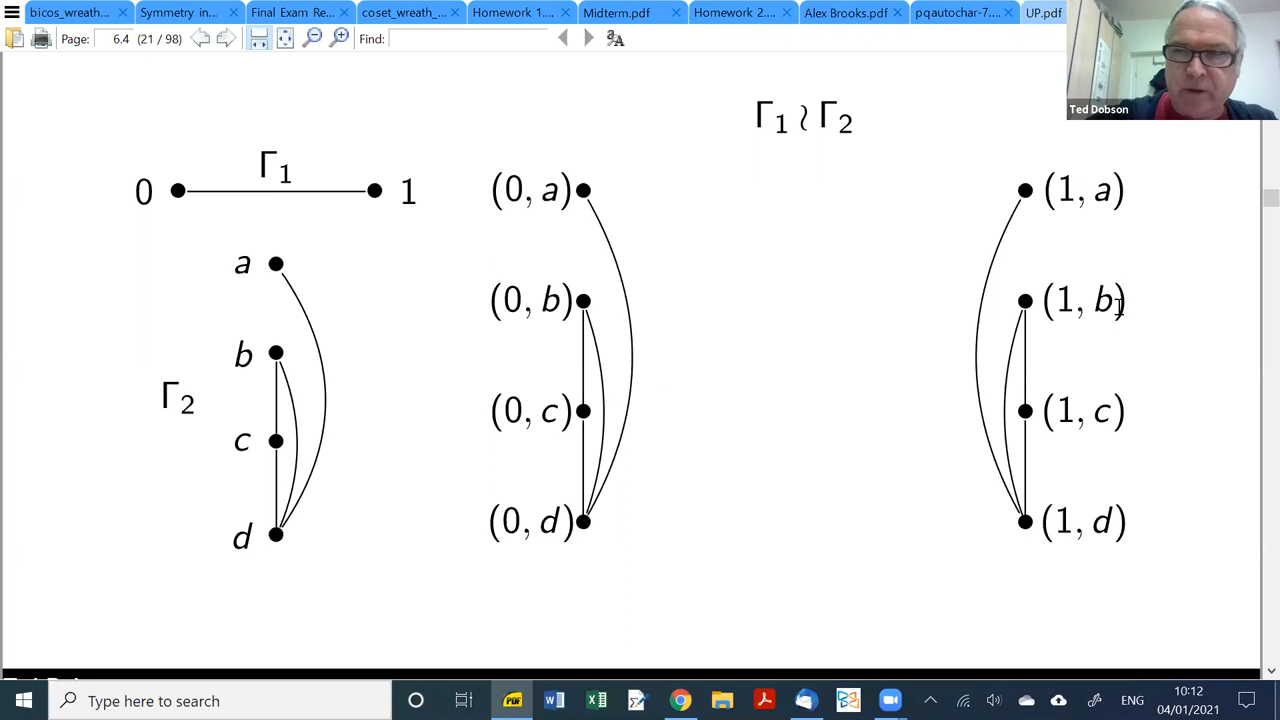 bicos_wreath...
Symmetry in...
Final Exam Re...
coset_wreath_...
Homework 1....
Midterm.pdf
Homework 2....
Alex Brooks.pdf
pqautochar-7....
UP.pdf
Page: 6.4 (21 / 98) Find:
Ted Dobson
Γ1 ≀ Γ2
Γ1
0 1
a
b
c
d
Γ2
(0, a) (1, a)
(0, b) (1, b)
(0, c) (1, c)
(0, d) (1, d)
Type here to search
ENG
10:12
04/01/2021